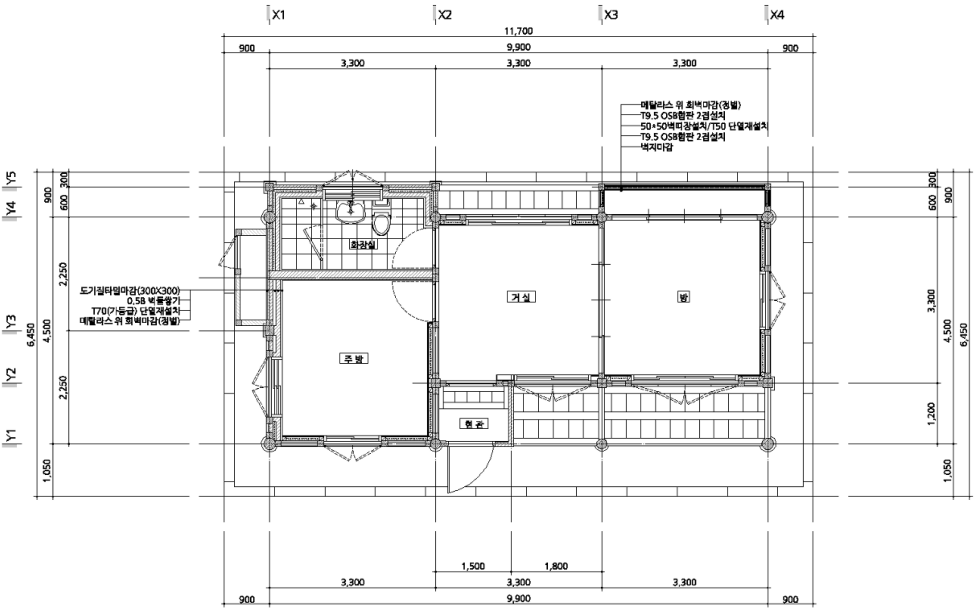 X1 X2 X3 X4
11,700
900 9,900 900
3,300 3,300 3,300
메탈라스 위 회벽마감(정벌)
T9.5 OSB합판 2겹설치
50*50벽띠장설치/T50 단열재설치
T9.5 OSB합판 2겹설치
벽지마감
Y5
Y4
Y3
Y2
Y1
300
600
900
2,250
2,250
4,500
6,450
1,050
화장실
도기질타일마감(300X300)
0.5B 벽돌쌓기
T70(가등급) 단열재설치
메탈라스 위 회벽마감(정벌)
거 실
방
주 방
현 관
300
600
900
3,300
4,500
6,450
1,200
1,050
1,500 1,800
3,300 3,300 3,300
900 9,900 900